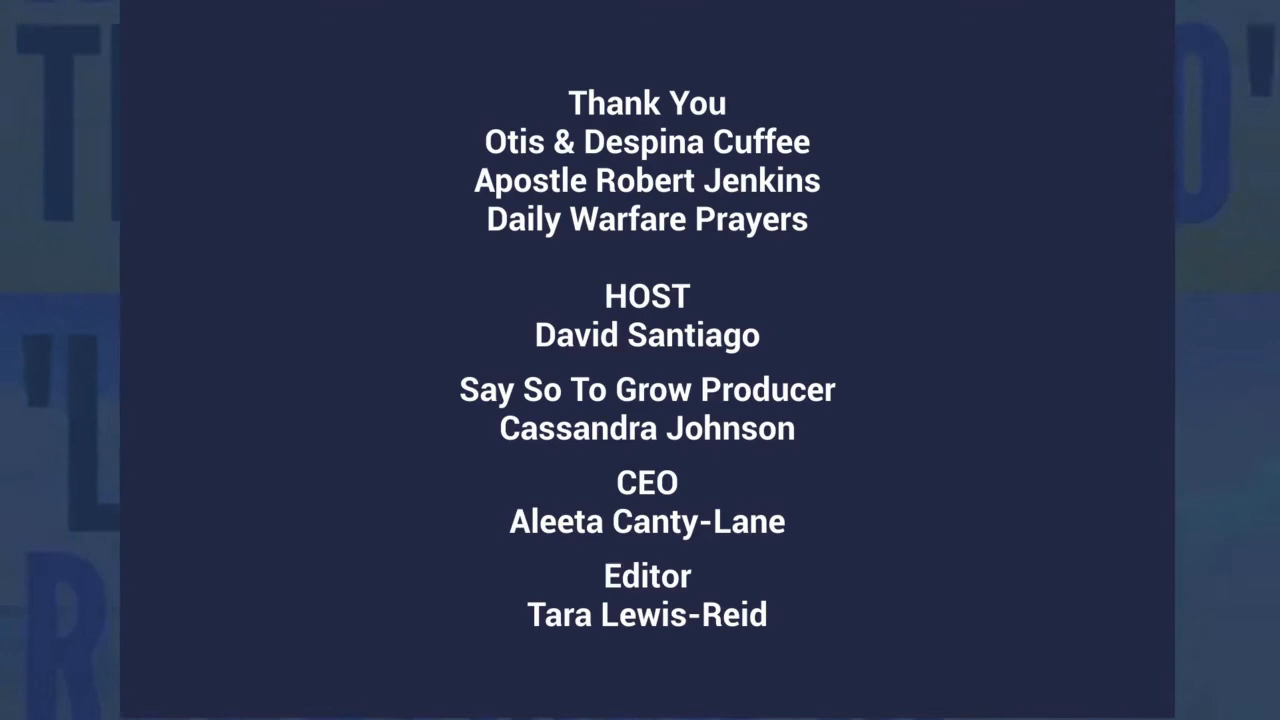 Thank You
Otis & Despina Cuffee
Apostle Robert Jenkins
Daily Warfare Prayers
HOST
David Santiago
Say So To Grow Producer
Cassandra Johnson
CEO
Aleeta Canty-Lane
Editor
Tara Lewis-Reid